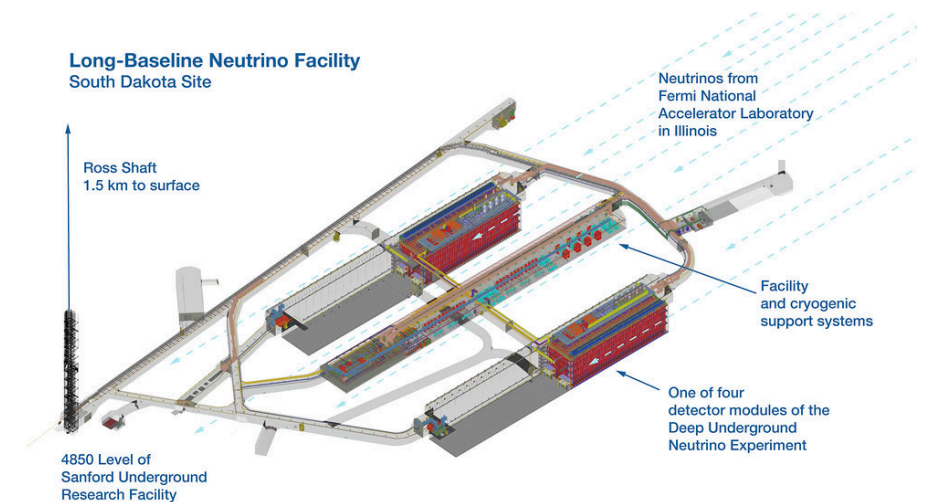 Long-Baseline Neutrino Facility
South Dakota Site
Neutrinos from
Fermi National
Accelerator Laboratory
in Illinois
Ross Shaft
1.5 km to surface
Facility
and cryogenic
support systems
One of four
detector modules of the
Deep Underground
Neutrino Experiment
4850 Level of
Sanford Underground
Research Facility